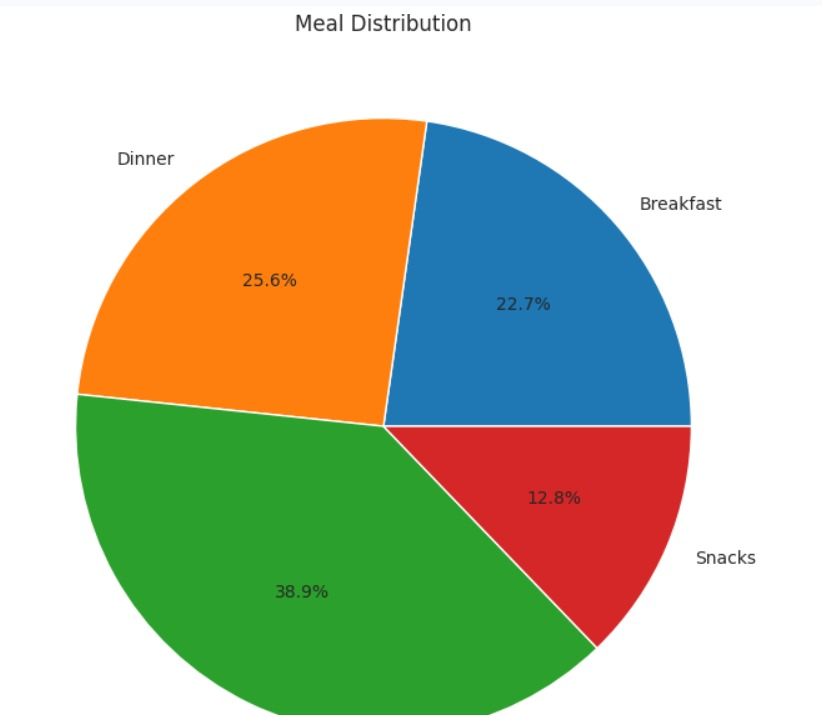 Meal Distribution
Dinner
Breakfast
25.6%
22.7%
12.8%
Snacks
38.9%